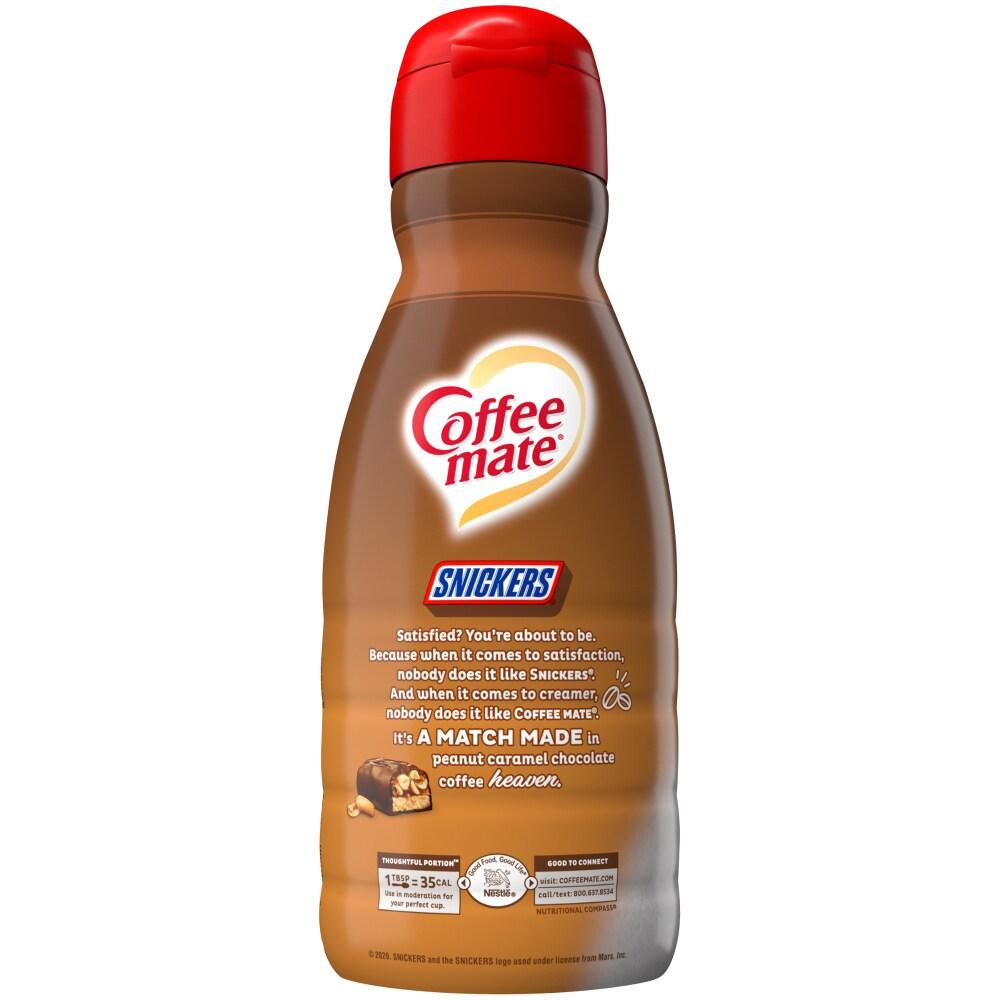 Coffee
mate®
SNICKERS®
Satisfied? You're about to be.
Because when it comes to satisfaction,
nobody does it like SNICKERS®.
And when it comes to creamer,
nobody does it like COFFEE MATE®.
It's A MATCH MADE in
peanut caramel chocolate
coffee heaven.
THOUGHTFUL PORTION™
1 TBSP = 35CAL
Use in moderation for
your perfect cup.
Good Food, Good Life®
Nestlé®
GOOD TO CONNECT
visit: COFFEEMATE.COM
call/text: 800.637.8534
NUTRITIONAL COMPASS®
© 2020. SNICKERS and the SNICKERS logo used under license from Mars, Inc.